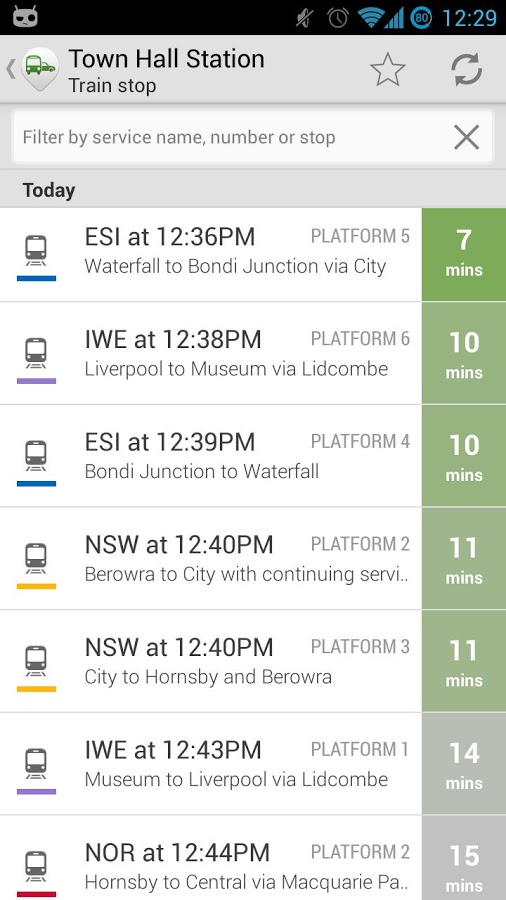 80 12:29
Town Hall Station
Train stop
Filter by service name, number or stop
Today
ESI at 12:36PM PLATFORM 5 7
Waterfall to Bondi Junction via City mins
IWE at 12:38PM PLATFORM 6 10
Liverpool to Museum via Lidcombe mins
ESI at 12:39PM PLATFORM 4 10
Bondi Junction to Waterfall mins
NSW at 12:40PM PLATFORM 2 11
Berowra to City with continuing servi.. mins
NSW at 12:40PM PLATFORM 3 11
City to Hornsby and Berowra mins
IWE at 12:43PM PLATFORM 1 14
Museum to Liverpool via Lidcombe mins
NOR at 12:44PM PLATFORM 2 15
Hornsby to Central via Macquarie Pa.. mins